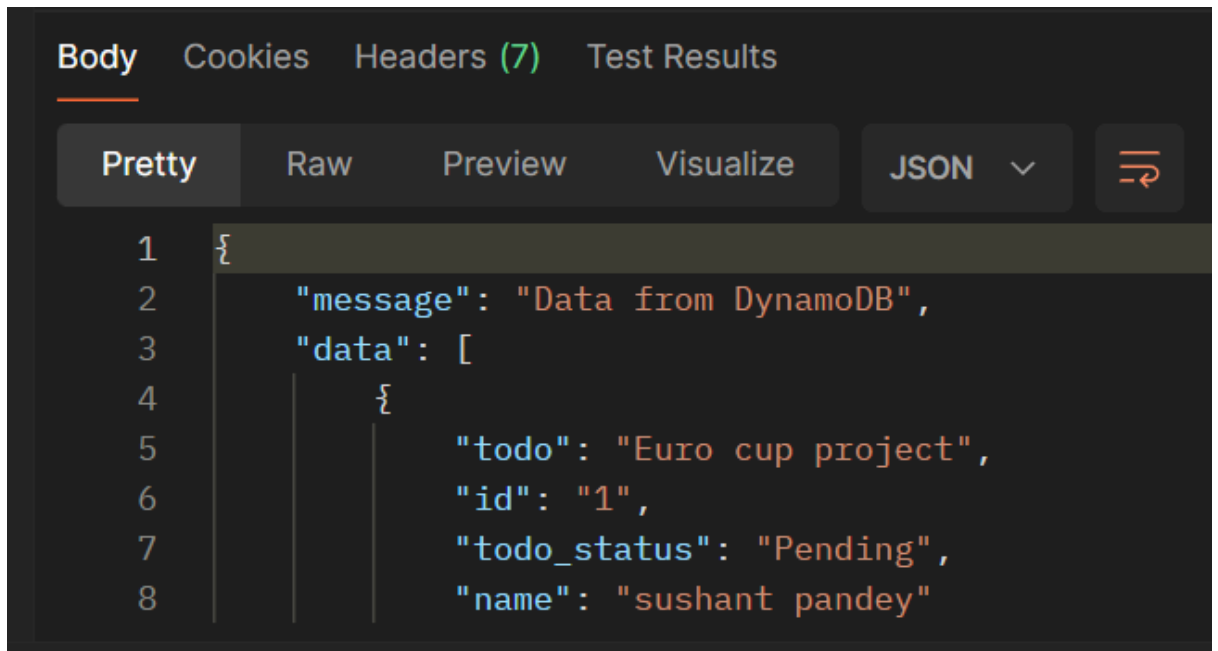 Body Cookies Headers (7) Test Results
Pretty Raw Preview Visualize JSON
1 {
2 "message": "Data from DynamoDB",
3 "data": [
4 {
5 "todo": "Euro cup project",
6 "id": "1",
7 "todo_status": "Pending",
8 "name": "sushant pandey"